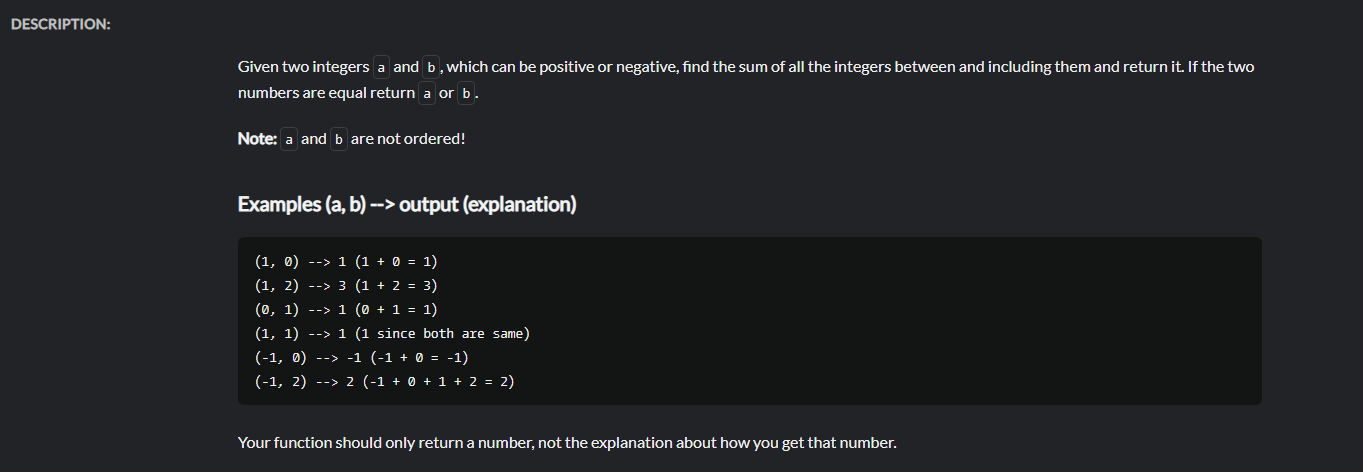 DESCRIPTION:
Given two integers a and b, which can be positive or negative, find the sum of all the integers between and including them and return it. If the two
numbers are equal return a or b.
Note: a and b are not ordered!
Examples (a, b) --> output (explanation)
(1, 0) --> 1 (1 + 0 = 1)
(1, 2) --> 3 (1 + 2 = 3)
(0, 1) --> 1 (0 + 1 = 1)
(1, 1) --> 1 (1 since both are same)
(-1, 0) --> -1 (-1 + 0 = -1)
(-1, 2) --> 2 (-1 + 0 + 1 + 2 = 2)
Your function should only return a number, not the explanation about how you get that number.